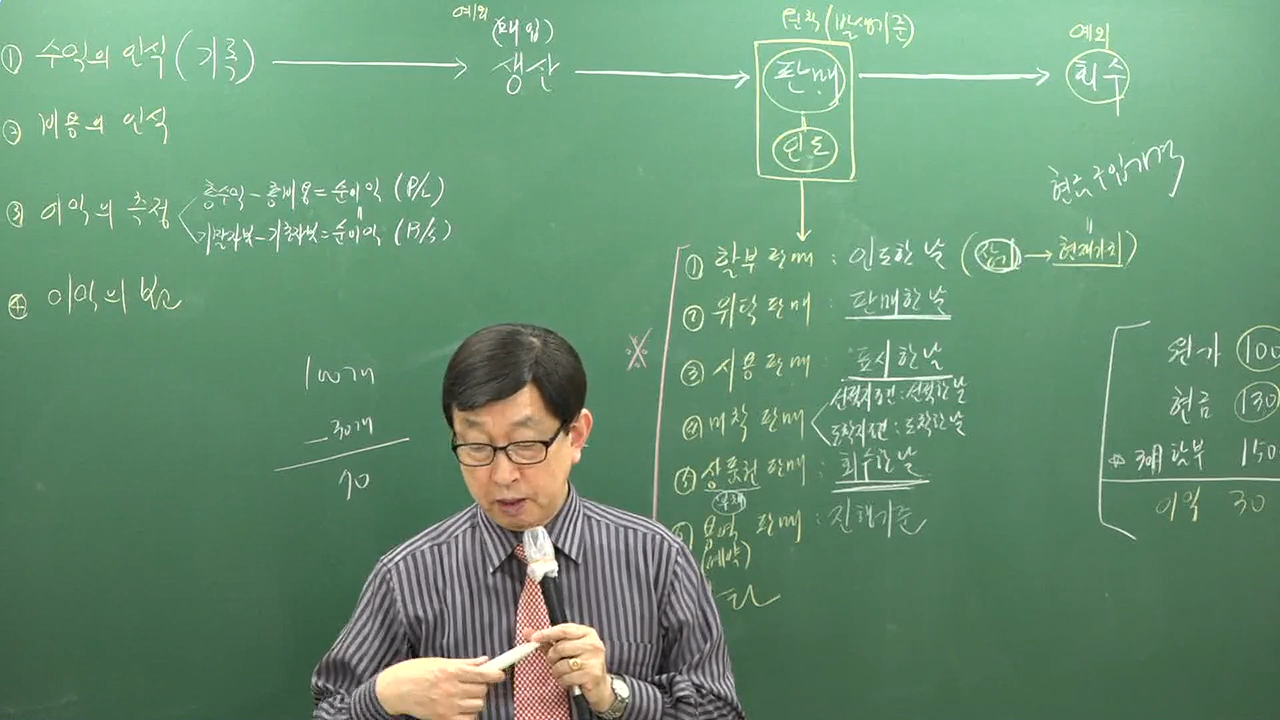 예외
(매입)
① 수익의 인식 (기록) → 생산 → 판매 → 회수
원칙 (발생기준)
예외
인도
② 비용의 인식
③ 이익의 측정
총수익 - 총비용 = 순이익 (P/L)
기말자본 - 기초자본 = 순이익 (B/S)
④ 이익의 보고
100개
- 30개
70
현금구입가격
=
① 할부판매 : 인도한 날 (장기 → 현재가치)
② 위탁판매 : 판매한 날
③ 시용판매 : 표시한 날
④ 미착판매
선적지조건 : 선적한 날
도착지조건 : 도착한 날
⑤ 상품권판매 : 회수한 날
부채
⑥ 용역판매 : 진행기준
(예약)
원가 100
현금 130
할부 150
이익 30